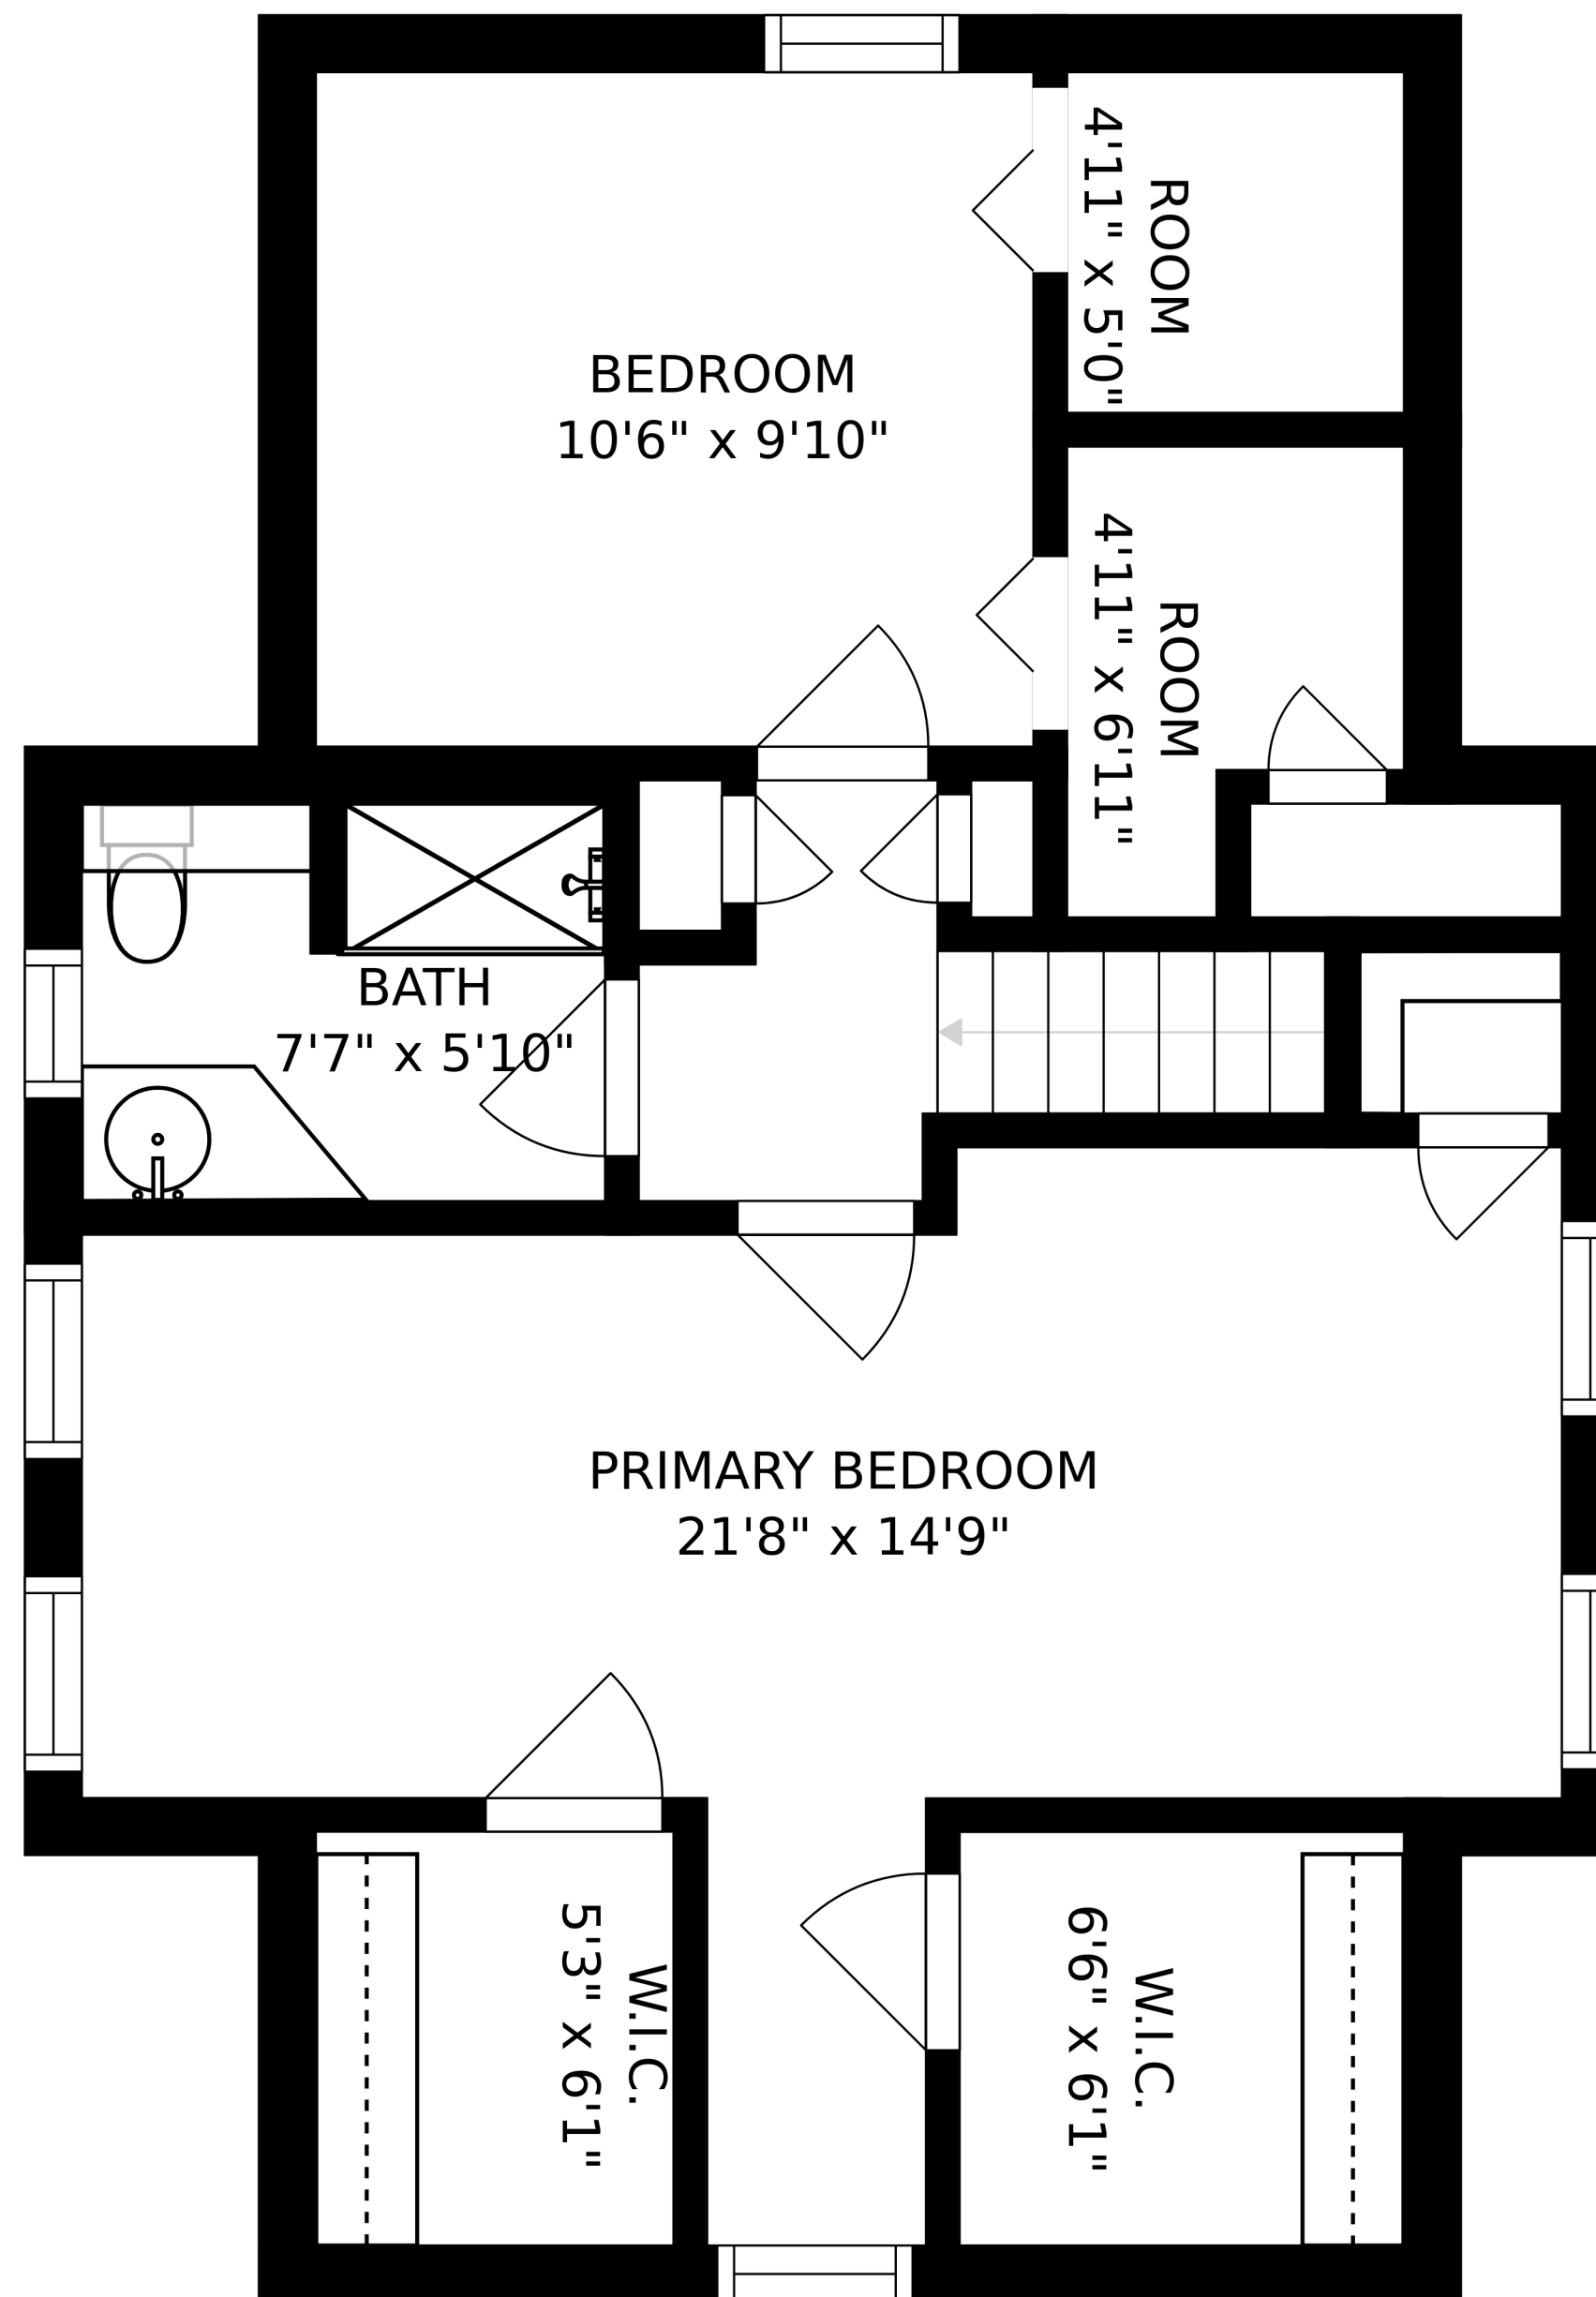 ROOM
4'11" x 5'0"
BEDROOM
10'6" x 9'10"
ROOM
4'11" x 6'11"
BATH
7'7" x 5'10"
PRIMARY BEDROOM
21'8" x 14'9"
W.I.C.
5'3" x 6'1"
W.I.C.
6'6" x 6'1"